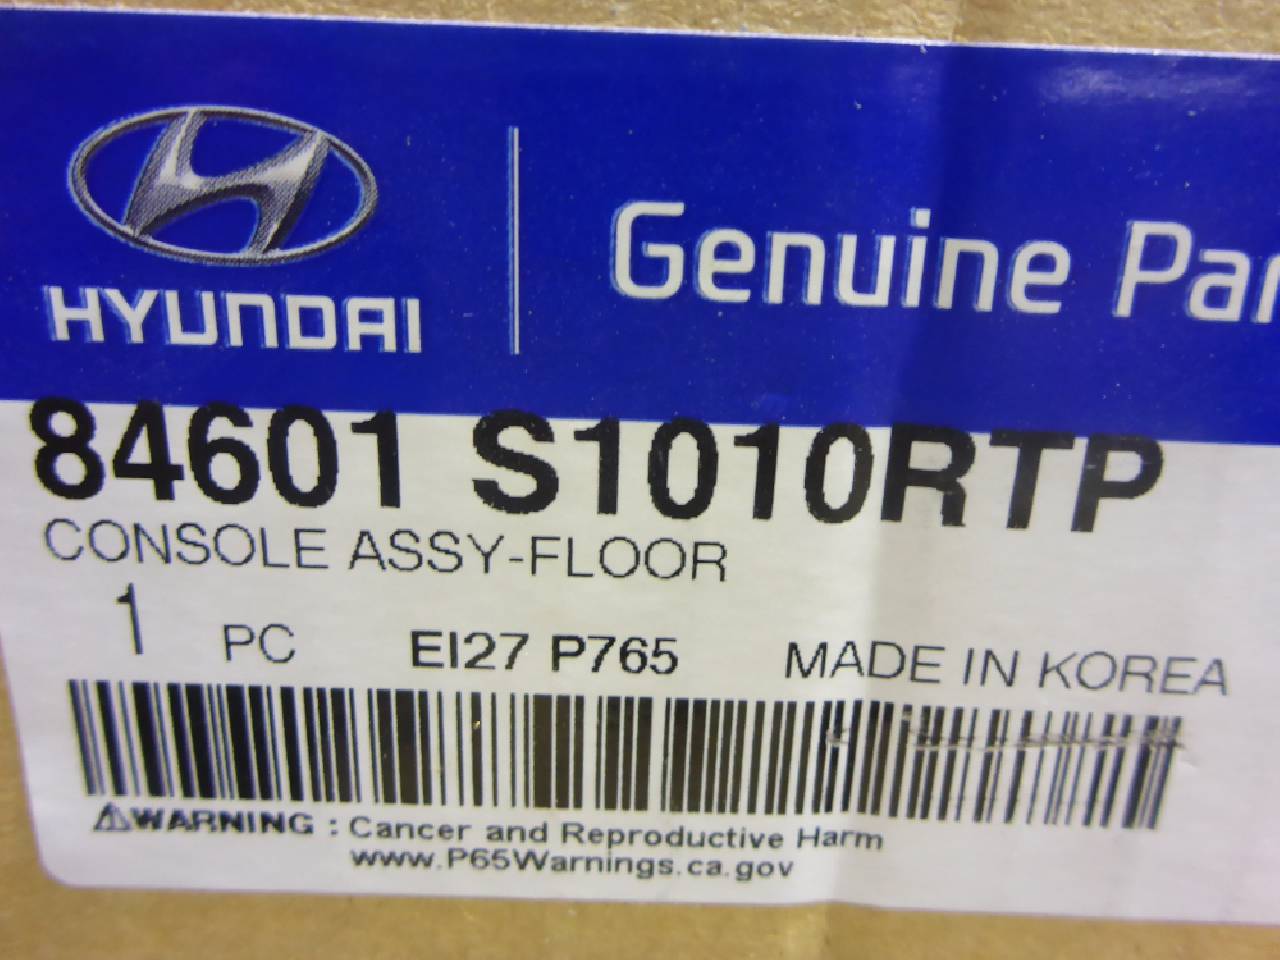 HYUNDAI
Genuine Par
84601 S1010RTP
CONSOLE ASSY-FLOOR
1 PC EI27 P765 MADE IN KOREA
WARNING : Cancer and Reproductive Harm
www.P65Warnings.ca.gov